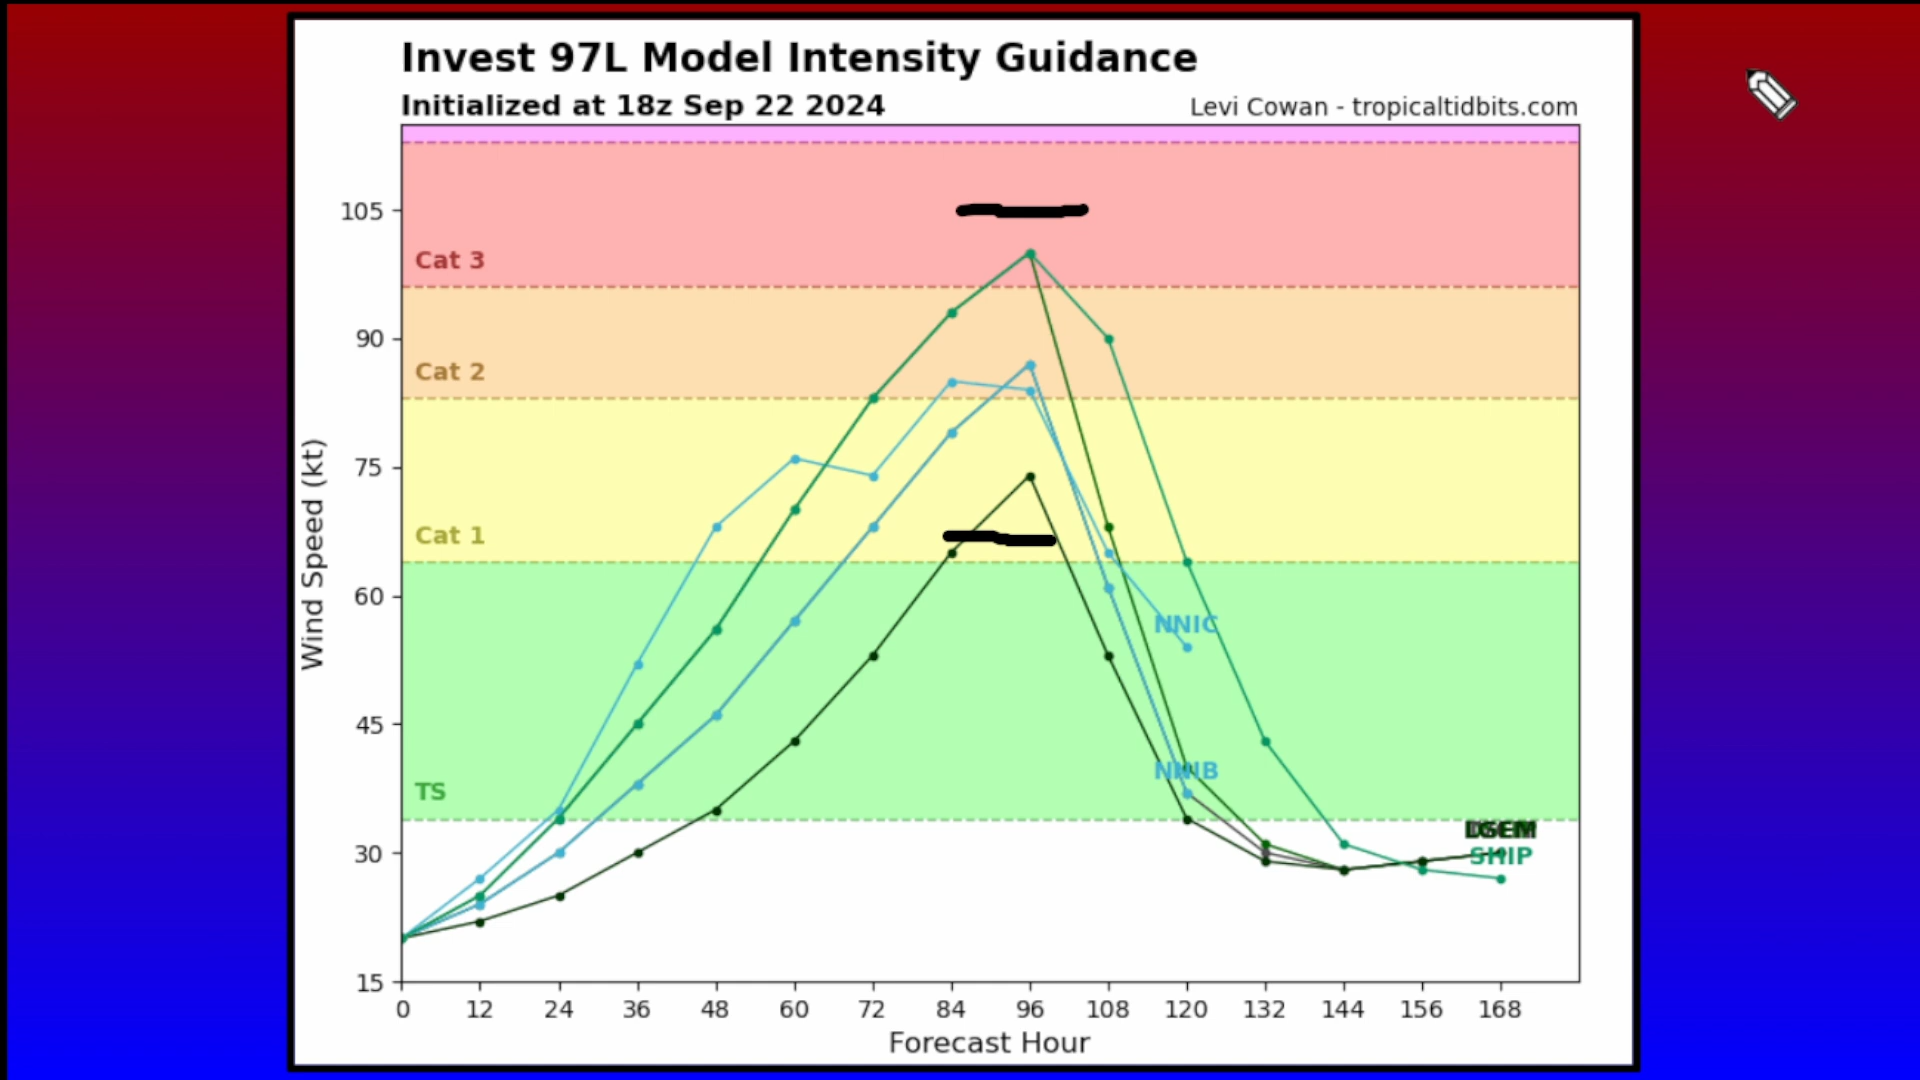 Invest 97L Model Intensity Guidance
Initialized at 18z Sep 22 2024
Levi Cowan - tropicaltidbits.com
105
Cat 3
90
Cat 2
75
Cat 1
60
NNIC
45
NNIB
TS
30
SHIP
15
Wind Speed (kt)
0 12 24 36 48 60 72 84 96 108 120 132 144 156 168
Forecast Hour